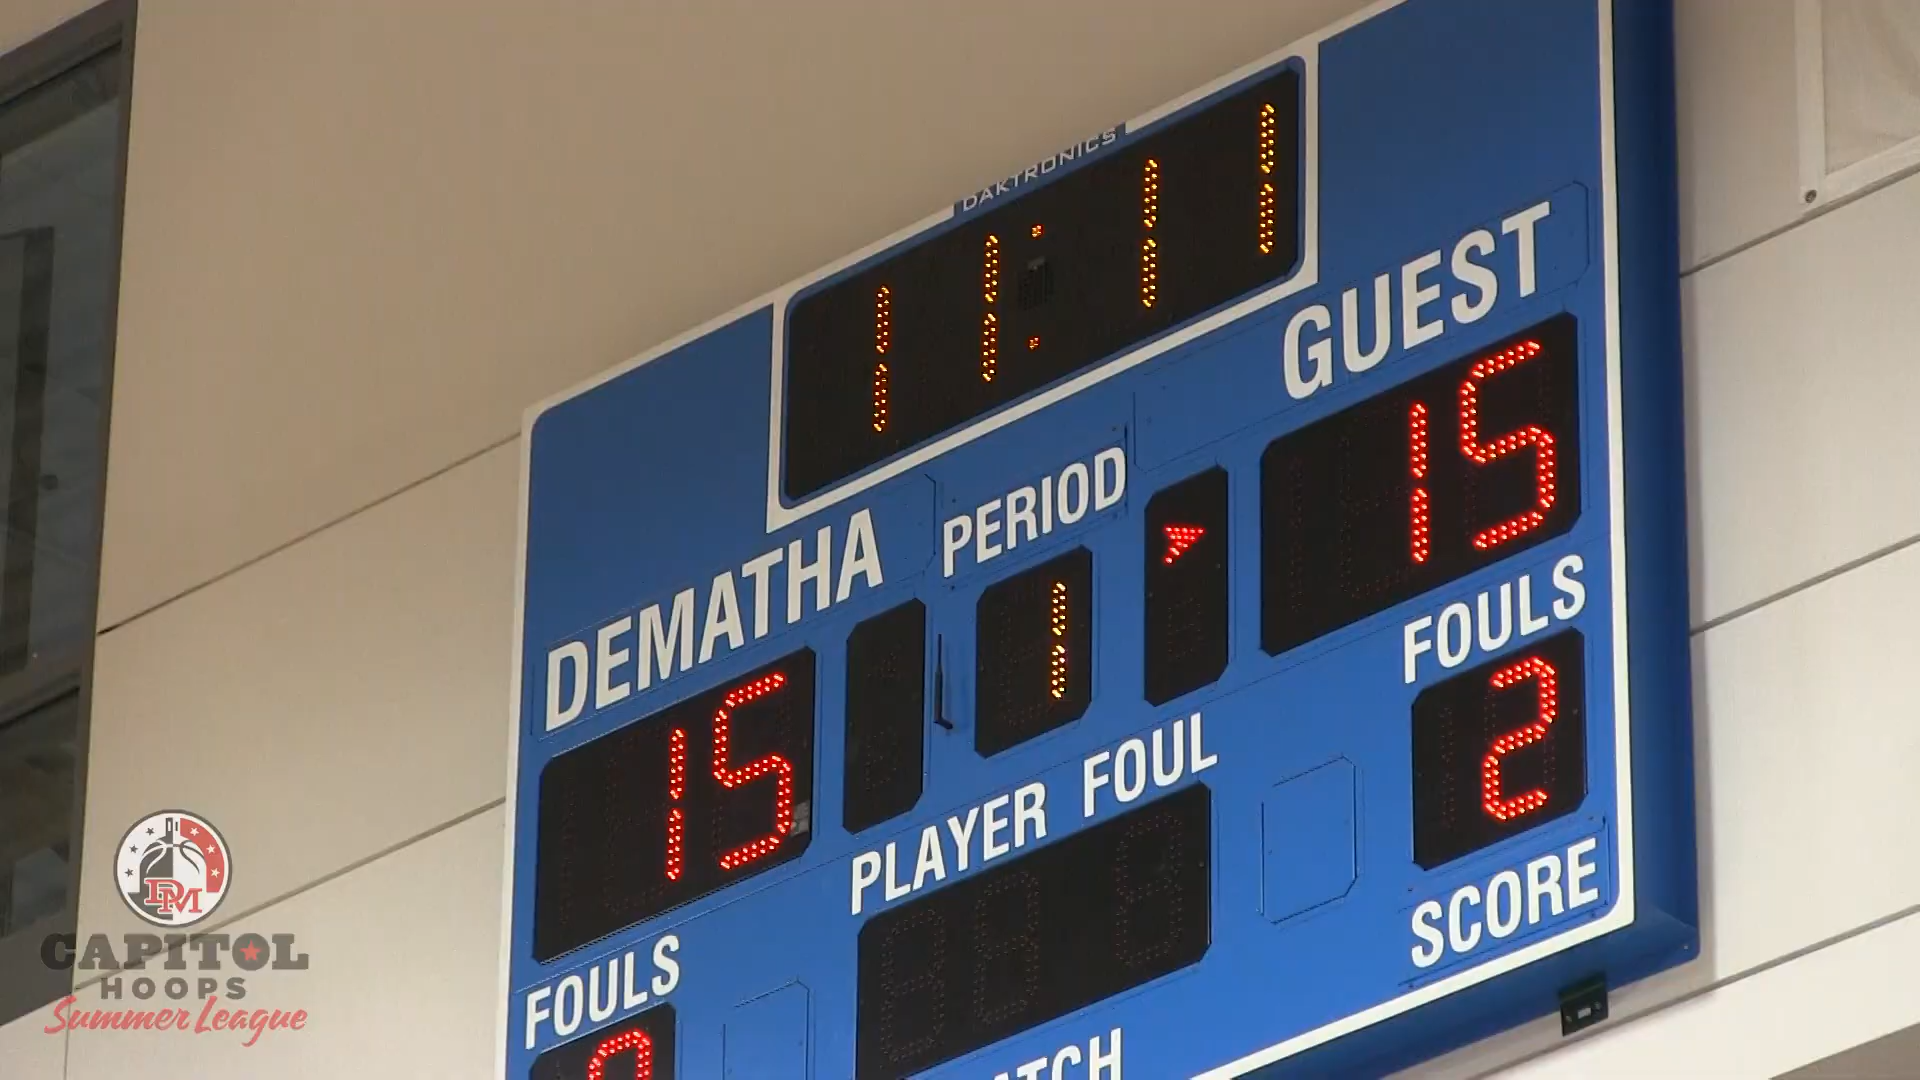 DAKTRONICS
11:11
GUEST
15
PERIOD
1
DEMATHA
15
FOULS
2
PLAYER FOUL
SCORE
FOULS
DM
CAPITOL
HOOPS
Summer League